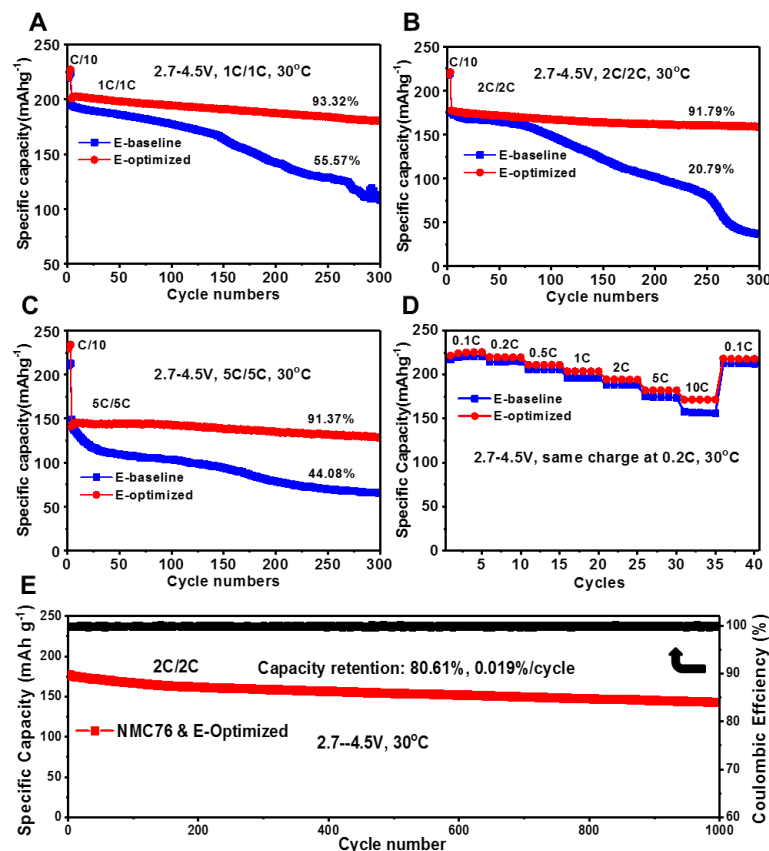 A
Specific capacity(mAhg-1)
250
200
150
100
50
C/10
2.7-4.5V, 1C/1C, 30oC
1C/1C
93.32%
E-baseline
E-optimized
55.57%
0 50 100 150 200 250 300
Cycle numbers
B
Specific capacity(mAhg-1)
250
200
150
100
50
0
C/10
2.7-4.5V, 2C/2C, 30oC
2C/2C
91.79%
E-baseline
E-optimized
20.79%
0 50 100 150 200 250 300
Cycle numbers
C
Specific capacity(mAhg-1)
250
200
150
100
50
0
C/10
2.7-4.5V, 5C/5C, 30oC
5C/5C
91.37%
E-baseline
E-optimized
44.08%
0 50 100 150 200 250 300
Cycle numbers
D
Specific Capacity(mAhg-1)
250
200
150
100
50
0
0.1C 0.2C 0.5C 1C 2C 5C 10C 0.1C
E-baseline
E-optimized
2.7-4.5V, same charge at 0.2C, 30oC
5 10 15 20 25 30 35 40
Cycles
E
Specific Capacity (mAh g-1)
250
200
150
100
50
0
2C/2C
Capacity retention: 80.61%, 0.019%/cycle
NMC76 & E-Optimized
2.7--4.5V, 30oC
0 200 400 600 800 1000
Cycle number
100
90
80
70
60
Coulombic Effciency (%)